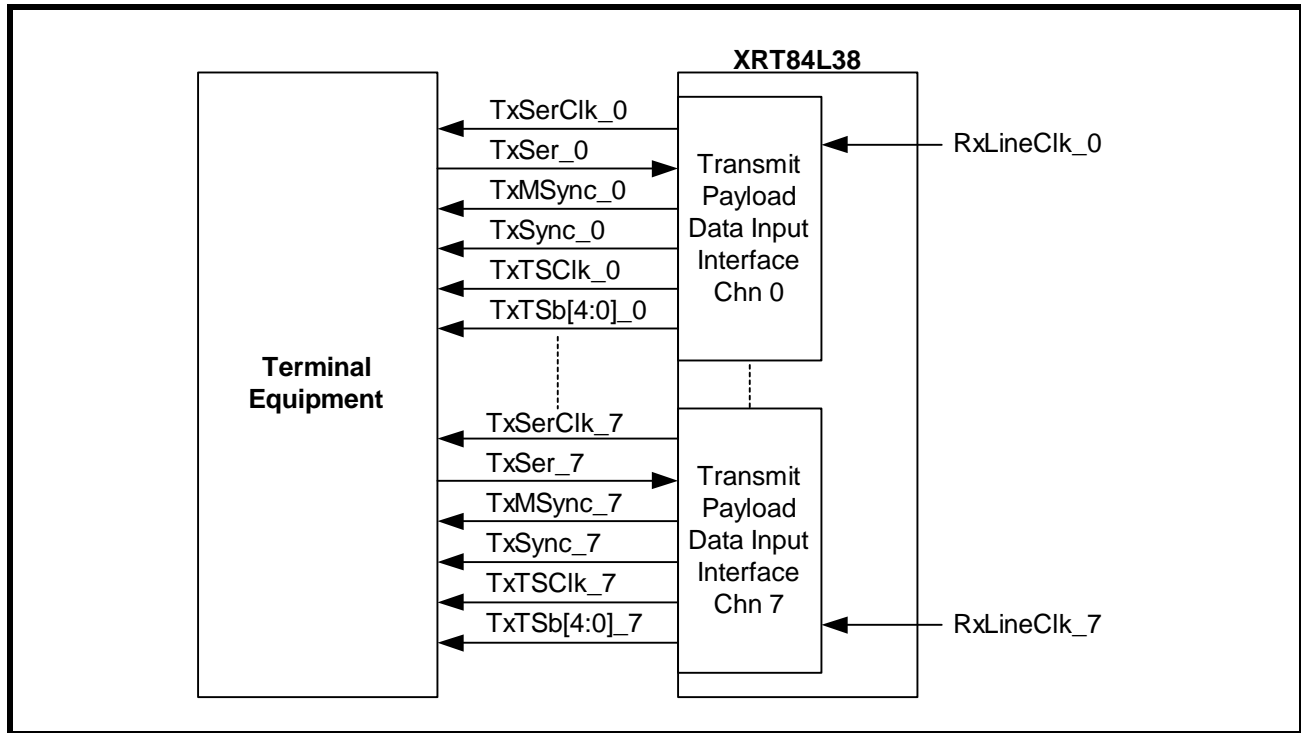 XRT84L38
TxSerClk_0
TxSer_0
TxMSync_0
TxSync_0
TxTSClk_0
TxTSb[4:0]_0
Transmit
Payload
Data Input
Interface
Chn 0
RxLineClk_0
Terminal
Equipment
TxSerClk_7
TxSer_7
TxMSync_7
TxSync_7
TxTSClk_7
TxTSb[4:0]_7
Transmit
Payload
Data Input
Interface
Chn 7
RxLineClk_7